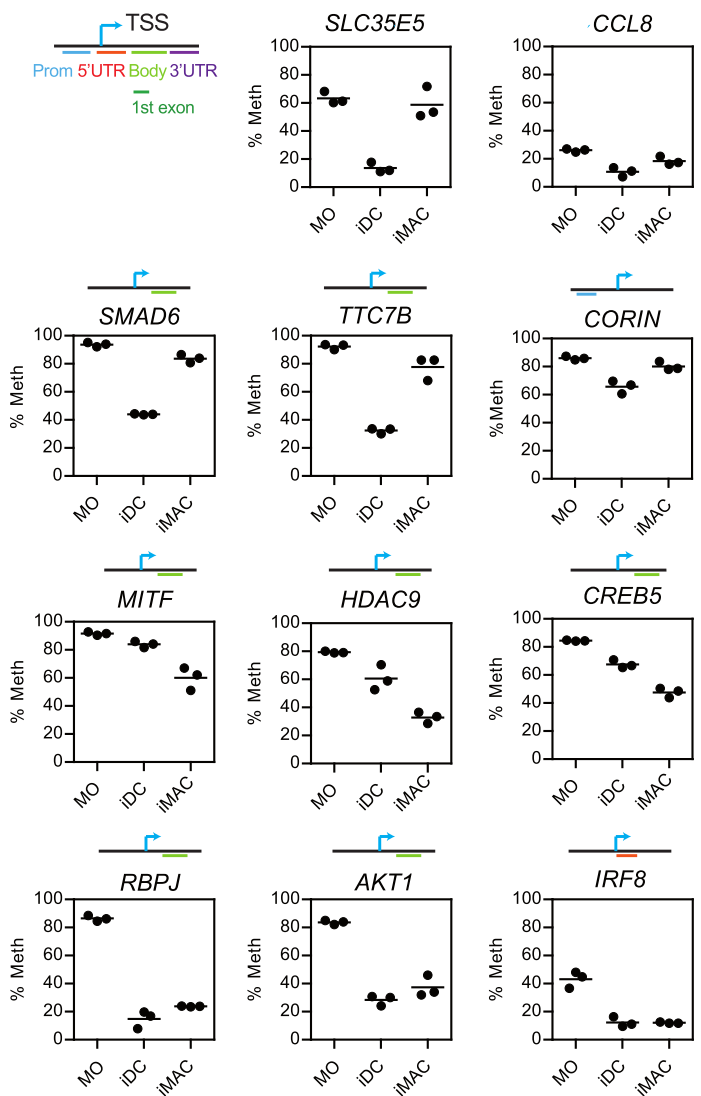 TSS
Prom 5'UTR Body 3'UTR
1st exon
SLC35E5
% Meth
100
80
60
40
20
0
MO iDC iMAC
CCL8
% Meth
100
80
60
40
20
0
MO iDC iMAC
SMAD6
% Meth
100
80
60
40
20
0
MO iDC iMAC
TTC7B
% Meth
100
80
60
40
20
0
MO iDC iMAC
CORIN
%Meth
100
80
60
40
20
0
MO iDC iMAC
MITF
% Meth
100
80
60
40
20
0
MO iDC iMAC
HDAC9
% Meth
100
80
60
40
20
0
MO iDC iMAC
CREB5
% Meth
100
80
60
40
20
0
MO iDC iMAC
RBPJ
% Meth
100
80
60
40
20
0
MO iDC iMAC
AKT1
% Meth
100
80
60
40
20
0
MO iDC iMAC
IRF8
% Meth
100
80
60
40
20
0
MO iDC iMAC